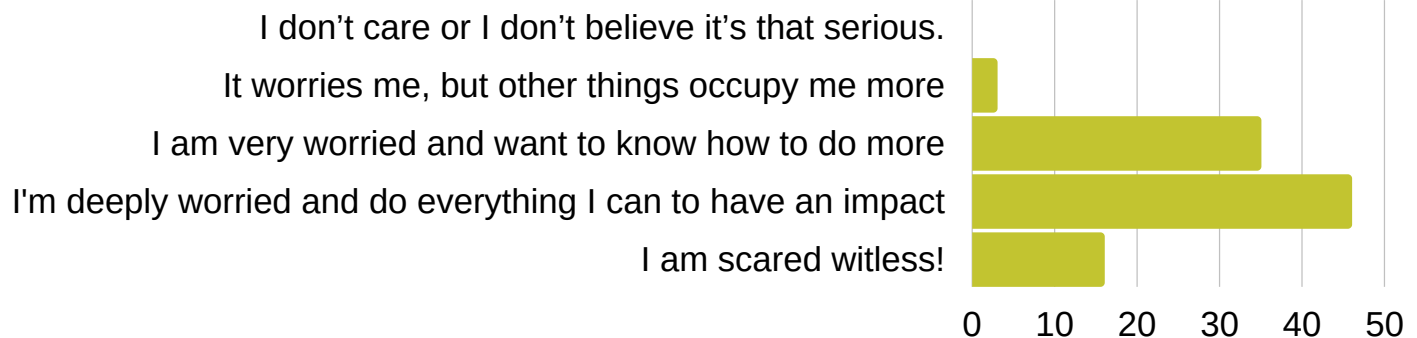 I don’t care or I don’t believe it’s that serious.
It worries me, but other things occupy me more
I am very worried and want to know how to do more
I'm deeply worried and do everything I can to have an impact
I am scared witless!
0 10 20 30 40 50